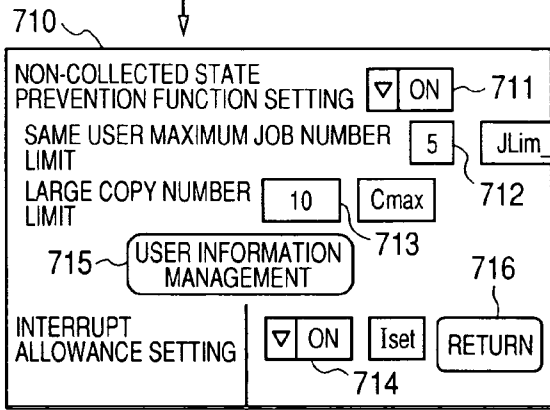 710
NON-COLLECTED STATE
PREVENTION FUNCTION SETTING ▽ ON 711
SAME USER MAXIMUM JOB NUMBER
LIMIT 5 JLim_
712
LARGE COPY NUMBER
LIMIT 10 Cmax
713
715 USER INFORMATION
MANAGEMENT
716
INTERRUPT
ALLOWANCE SETTING ▽ ON Iset RETURN
714